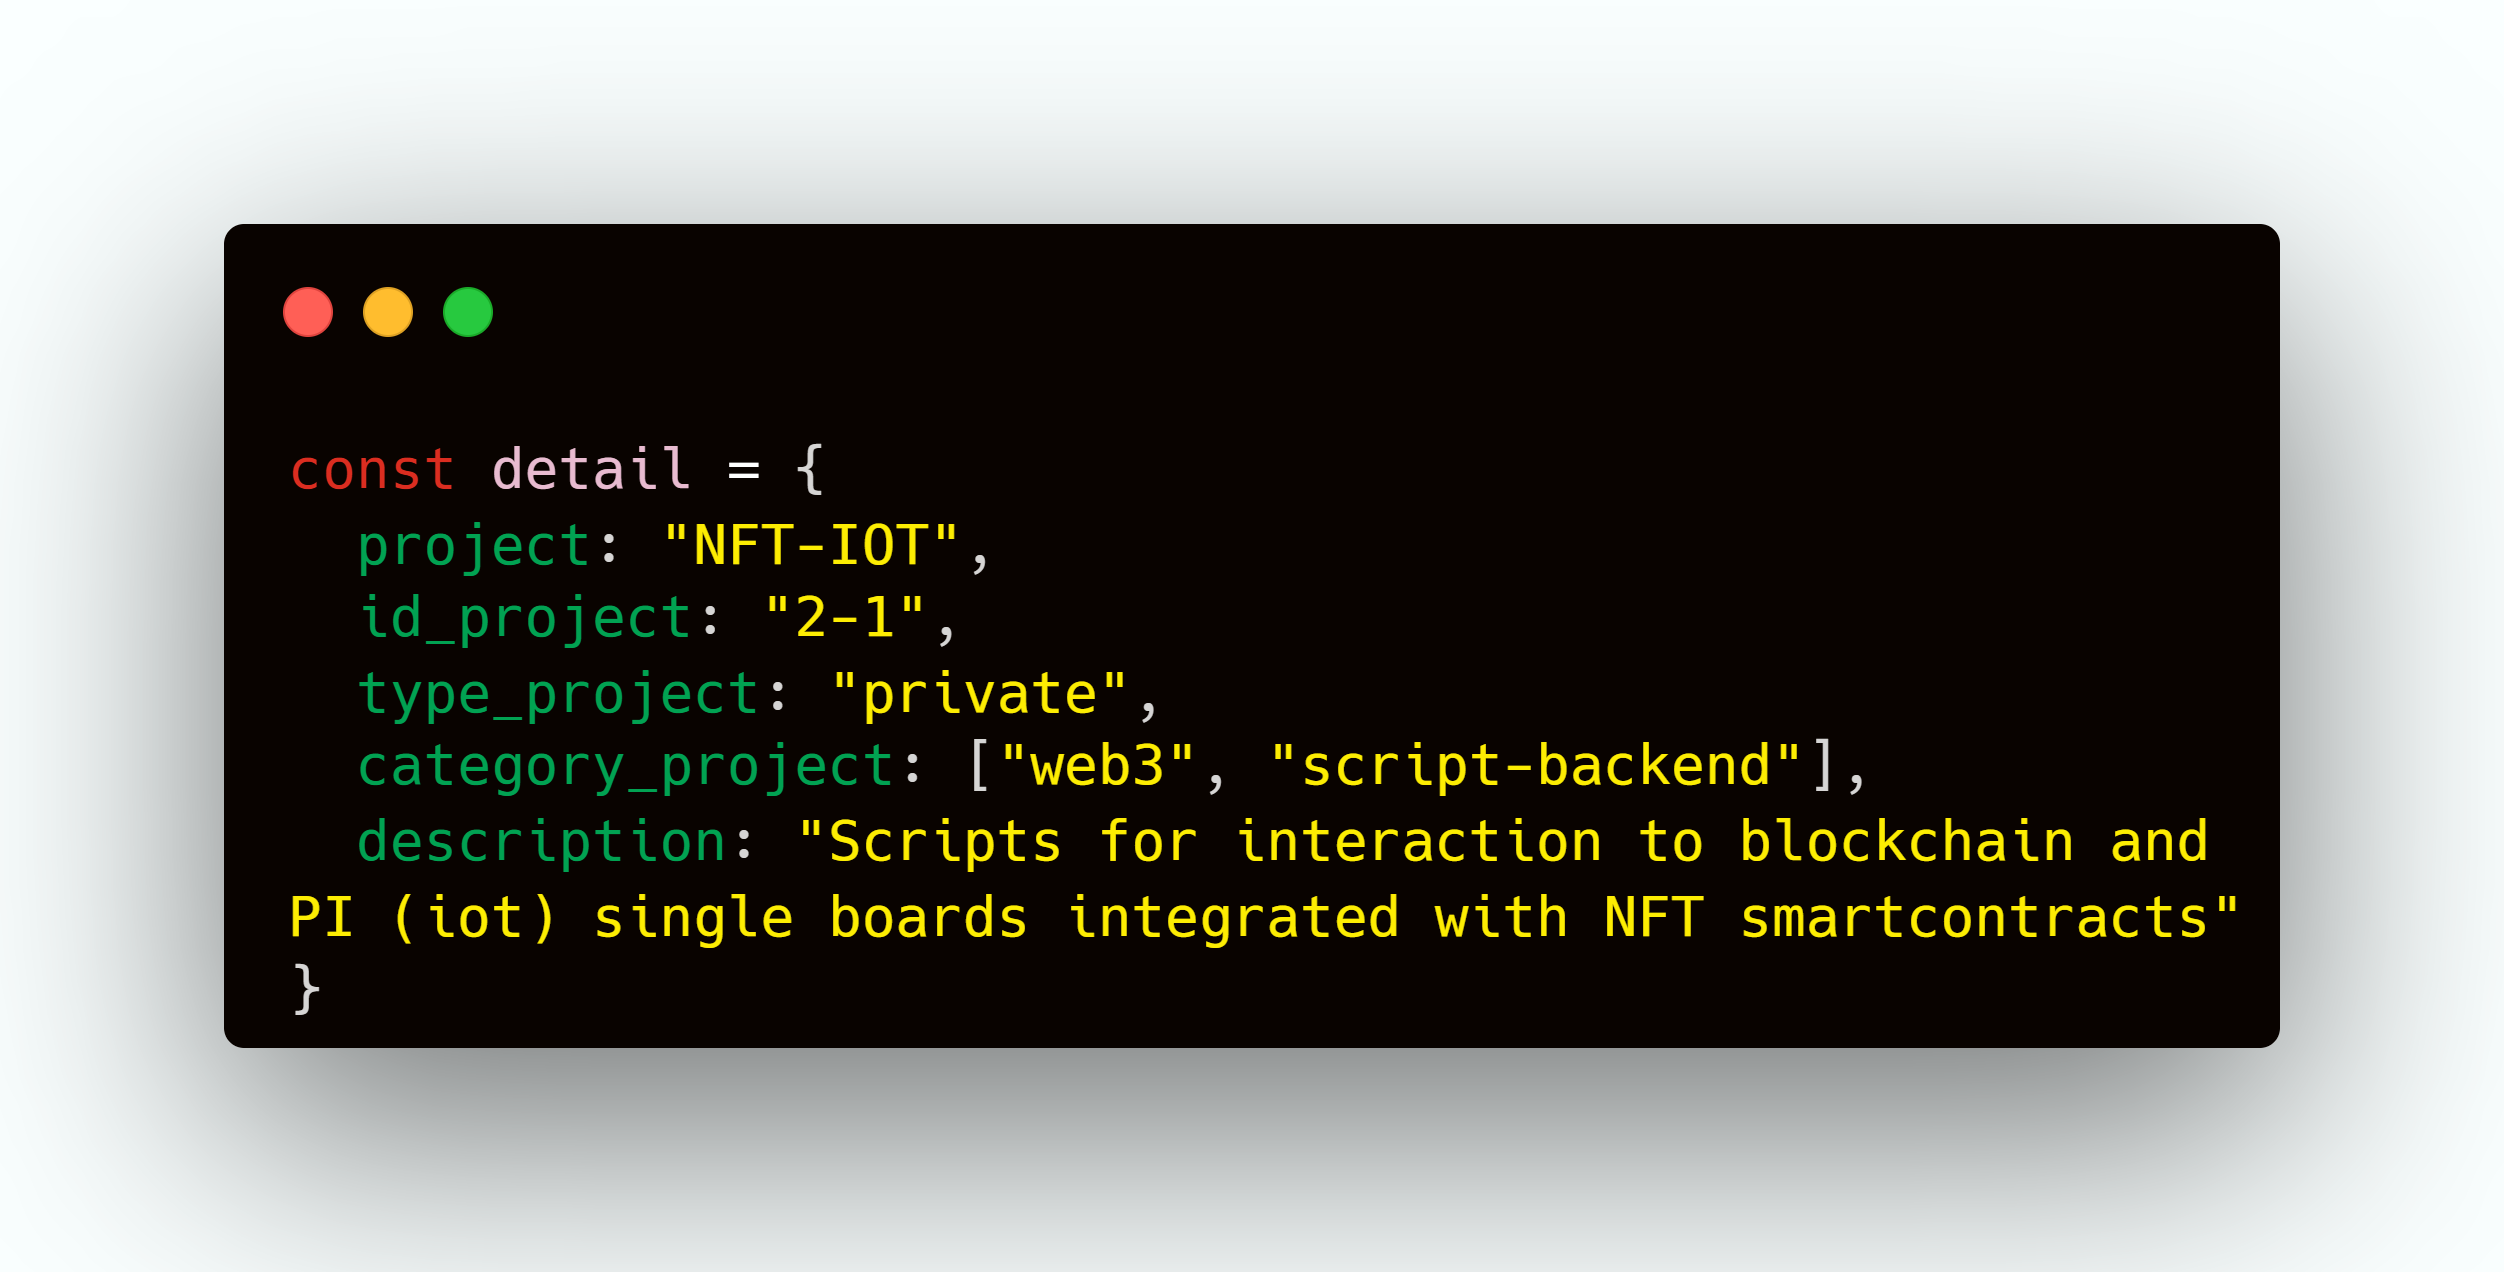 const detail = {
  project: "NFT-IOT",
  id_project: "2-1",
  type_project: "private",
  category_project: ["web3", "script-backend"],
  description: "Scripts for interaction to blockchain and
PI (iot) single boards integrated with NFT smartcontracts"
}